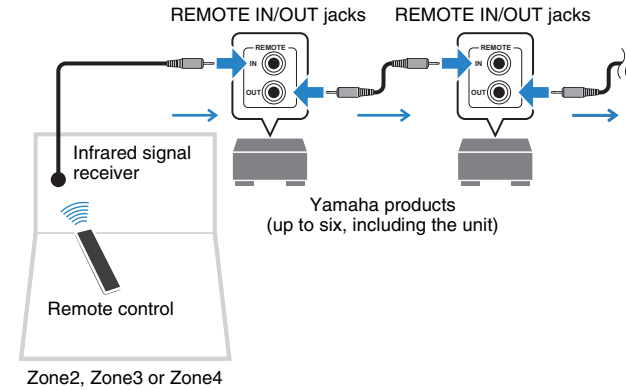 REMOTE IN/OUT jacks
REMOTE IN/OUT jacks
REMOTE
IN
OUT
REMOTE
IN
OUT
Infrared signal
receiver
Yamaha products
(up to six, including the unit)
Remote control
Zone2, Zone3 or Zone4